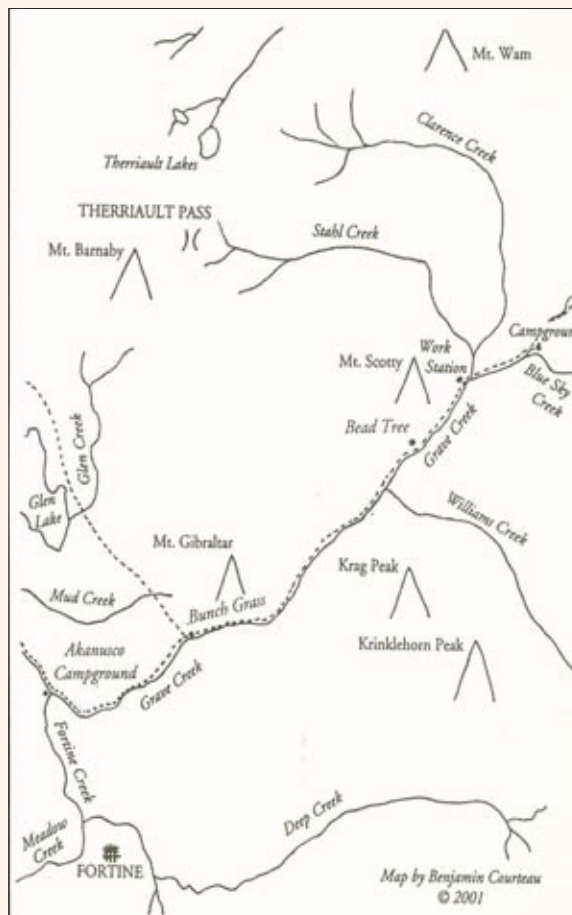 Mt. Wam
Clarence Creek
Therriault Lakes
THERRIAULT PASS
Stahl Creek
Mt. Barnaby
Campground
Work
Station
Mt. Scotty
Blue Sky
Creek
Bead Tree
Grave Creek
Glen Creek
Glen
Lake
Williams Creek
Mt. Gibraltar
Krag Peak
Bunch Grass
Mud Creek
Krinklehorn Peak
Akanusco
Campground
Grave Creek
Fortine Creek
Deep Creek
Meadow
Creek
FORTINE
Map by Benjamin Courteau
© 2001